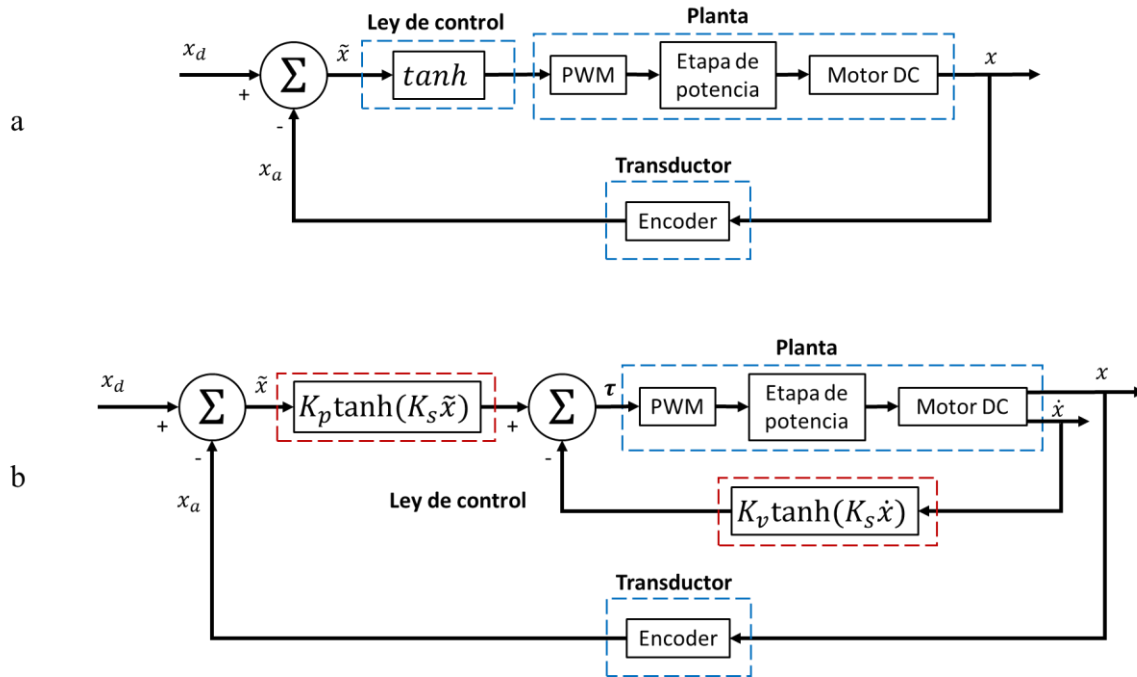 a
Ley de control
Planta
x_d
+
Σ
-
x̃
tanh
PWM
Etapa de
potencia
Motor DC
x
x_a
Transductor
Encoder
b
Planta
x_d
+
Σ
-
x̃
K_p tanh(K_s x̃)
+
Σ
-
τ
PWM
Etapa de
potencia
Motor DC
x
ẋ
Ley de control
K_v tanh(K_s ẋ)
x_a
Transductor
Encoder